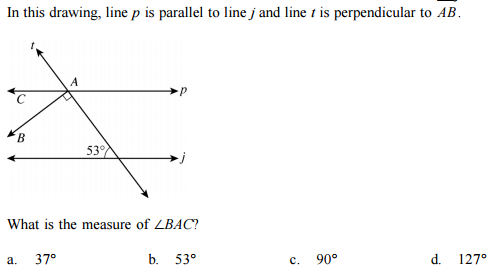 In this drawing, line p is parallel to line j and line t is perpendicular to AB.
t
A
p
C
B
53°
j
What is the measure of ∠BAC?
a. 37° b. 53° c. 90° d. 127°